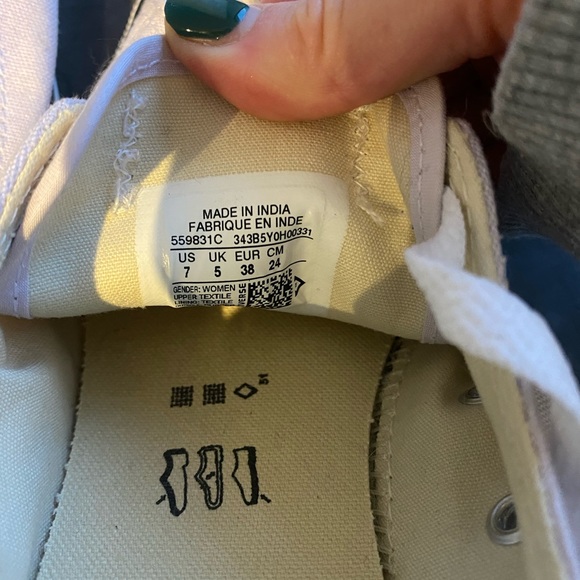 MADE IN INDIA
FABRIQUE EN INDE
559831C 343B5Y0H00331
US UK EUR CM
7 5 38 24
GENDER: WOMEN
UPPER: TEXTILE
LINING: TEXTILE